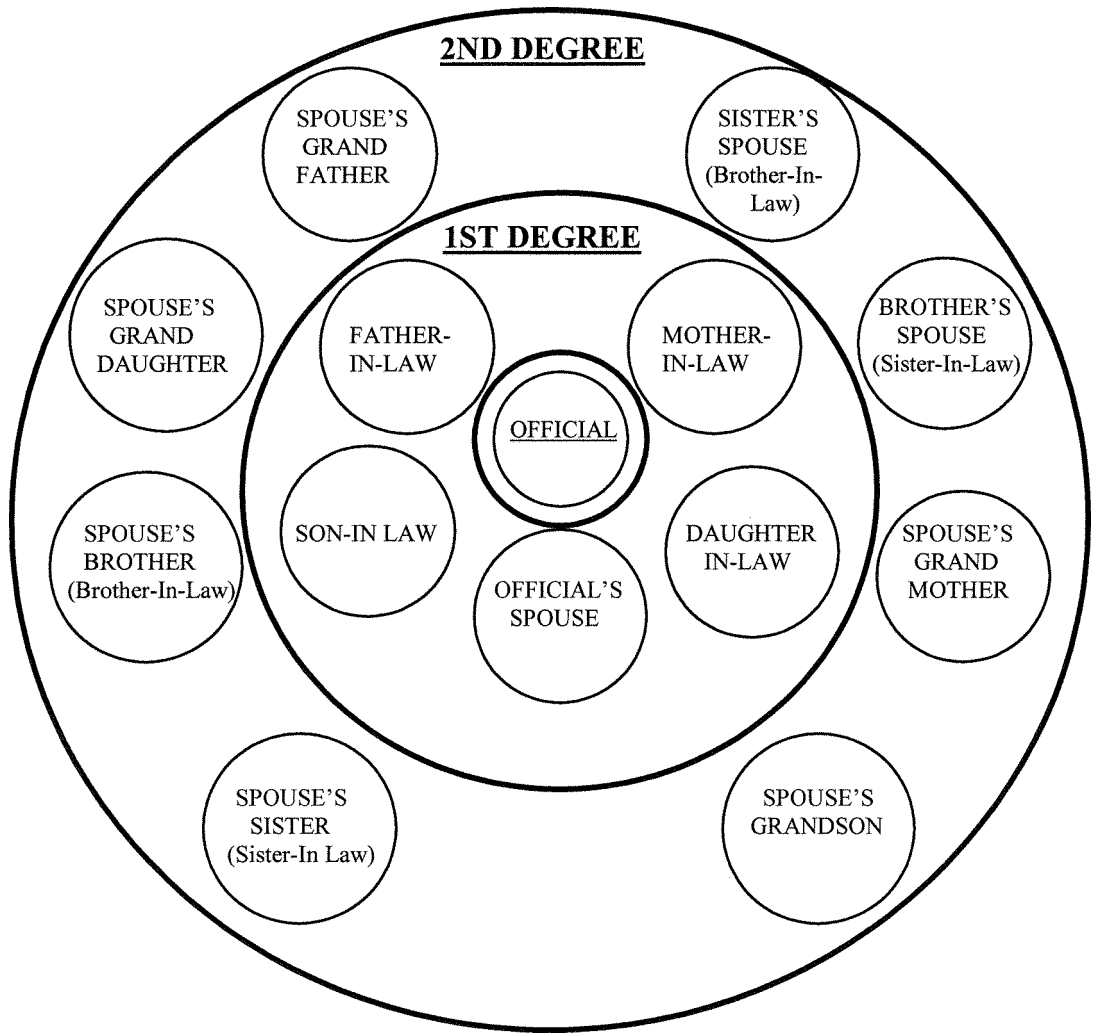 2ND DEGREE
SPOUSE'S
GRAND
FATHER
SISTER'S
SPOUSE
(Brother-In-
Law)
1ST DEGREE
SPOUSE'S
GRAND
DAUGHTER
FATHER-
IN-LAW
MOTHER-
IN-LAW
BROTHER'S
SPOUSE
(Sister-In-Law)
OFFICIAL
SPOUSE'S
BROTHER
(Brother-In-Law)
SON-IN LAW
OFFICIAL'S
SPOUSE
DAUGHTER
IN-LAW
SPOUSE'S
GRAND
MOTHER
SPOUSE'S
SISTER
(Sister-In Law)
SPOUSE'S
GRANDSON